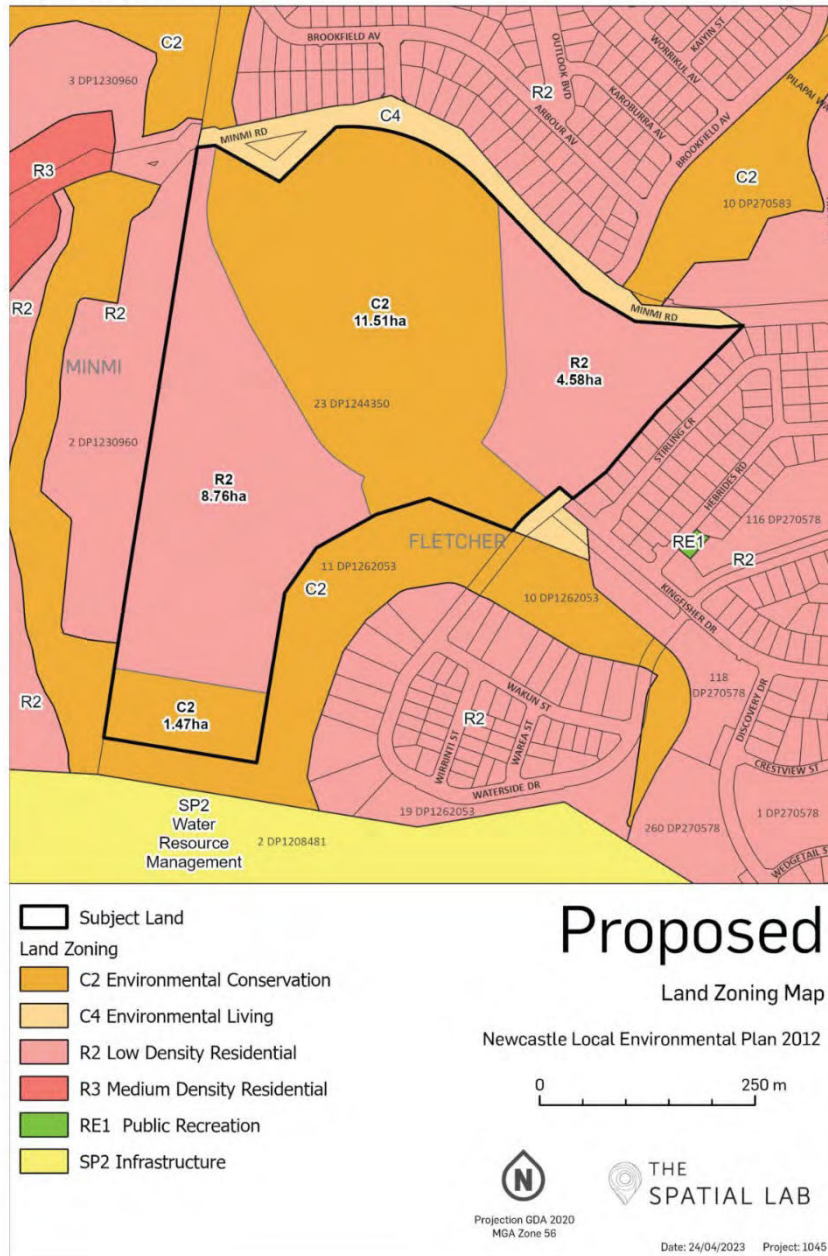 C2
BROOKFIELD AV
OUTLOOK BVD
WORRIKUL AV
KAIYIN ST
3 DP1230960
R2
KAROBURRA AV
ARBOUR AV
C4
MINMI RD
BROOKFIELD AV
R3
C2
10 DP270583
R2
R2
C2
11.51ha
MINMI RD
MINMI
R2
4.58ha
23 DP1244350
2 DP1230960
STIRLING CR
R2
8.76ha
HEBRIDES RD
116 DP270578
FLETCHER
RE1
R2
11 DP1262053
C2
10 DP1262053
KINGFISHER DR
118
DP270578
R2
C2
1.47ha
WAKUN ST
R2
WIRRINTI ST
WAREA ST
DISCOVERY DR
CRESTVIEW ST
WATERSIDE DR
SP2
Water
Resource
Management
2 DP1208481
19 DP1262053
260 DP270578
1 DP270578
Subject Land
Land Zoning
C2 Environmental Conservation
C4 Environmental Living
R2 Low Density Residential
R3 Medium Density Residential
RE1 Public Recreation
SP2 Infrastructure
Proposed
Land Zoning Map
Newcastle Local Environmental Plan 2012
0 250 m
N
Projection GDA 2020
MGA Zone 56
THE
SPATIAL LAB
Date: 24/04/2023 Project: 1045